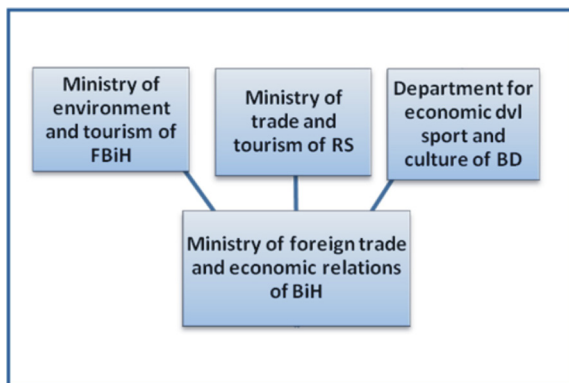 Ministry of
environment
and tourism of
FBiH
Ministry of
trade and
tourism of RS
Department for
economic dvl
sport and
culture of BD
Ministry of foreign trade
and economic relations
of BiH